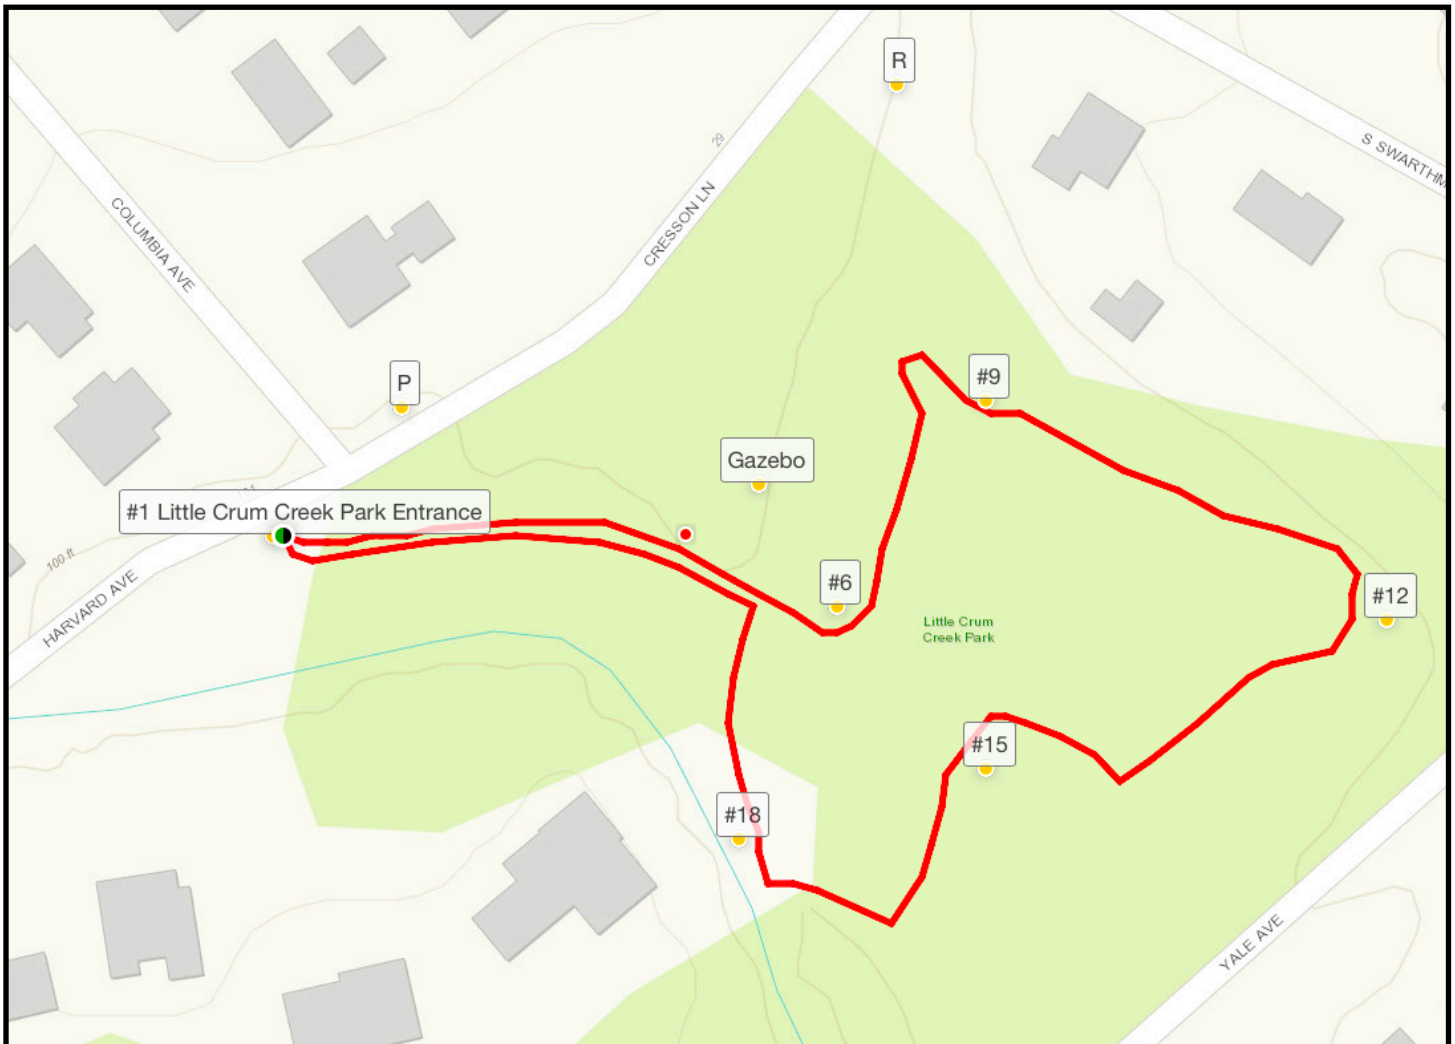 R
29
S SWARTHM
COLUMBIA AVE
CRESSON LN
P
#9
Gazebo
#1 Little Crum Creek Park Entrance
100 ft
#6
#12
HARVARD AVE
Little Crum
Creek Park
#15
#18
YALE AVE